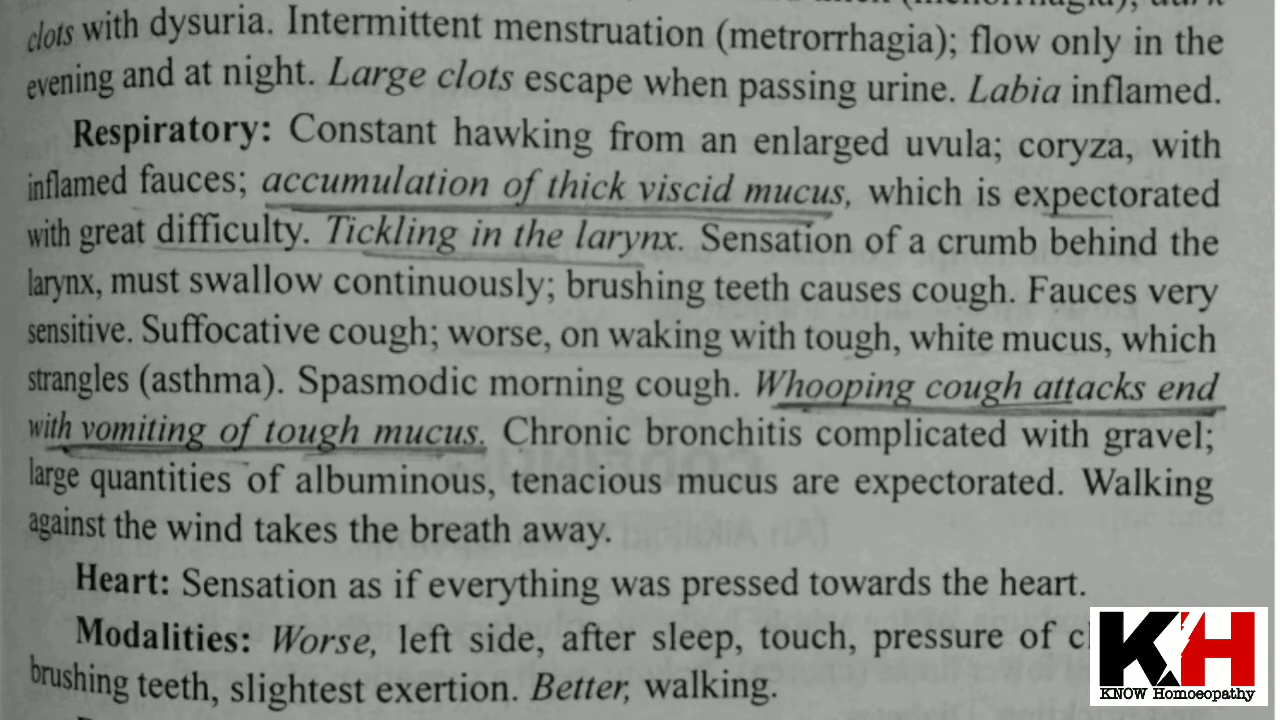 clots with dysuria. Intermittent menstruation (metrorrhagia); flow only in the
evening and at night. Large clots escape when passing urine. Labia inflamed.
Respiratory: Constant hawking from an enlarged uvula; coryza, with
inflamed fauces; accumulation of thick viscid mucus, which is expectorated
with great difficulty. Tickling in the larynx. Sensation of a crumb behind the
larynx, must swallow continuously; brushing teeth causes cough. Fauces very
sensitive. Suffocative cough; worse, on waking with tough, white mucus, which
strangles (asthma). Spasmodic morning cough. Whooping cough attacks end
with vomiting of tough mucus. Chronic bronchitis complicated with gravel;
large quantities of albuminous, tenacious mucus are expectorated. Walking
against the wind takes the breath away.
Heart: Sensation as if everything was pressed towards the heart.
Modalities: Worse, left side, after sleep, touch, pressure of
brushing teeth, slightest exertion. Better, walking.
KH
KNOW Homoeopathy